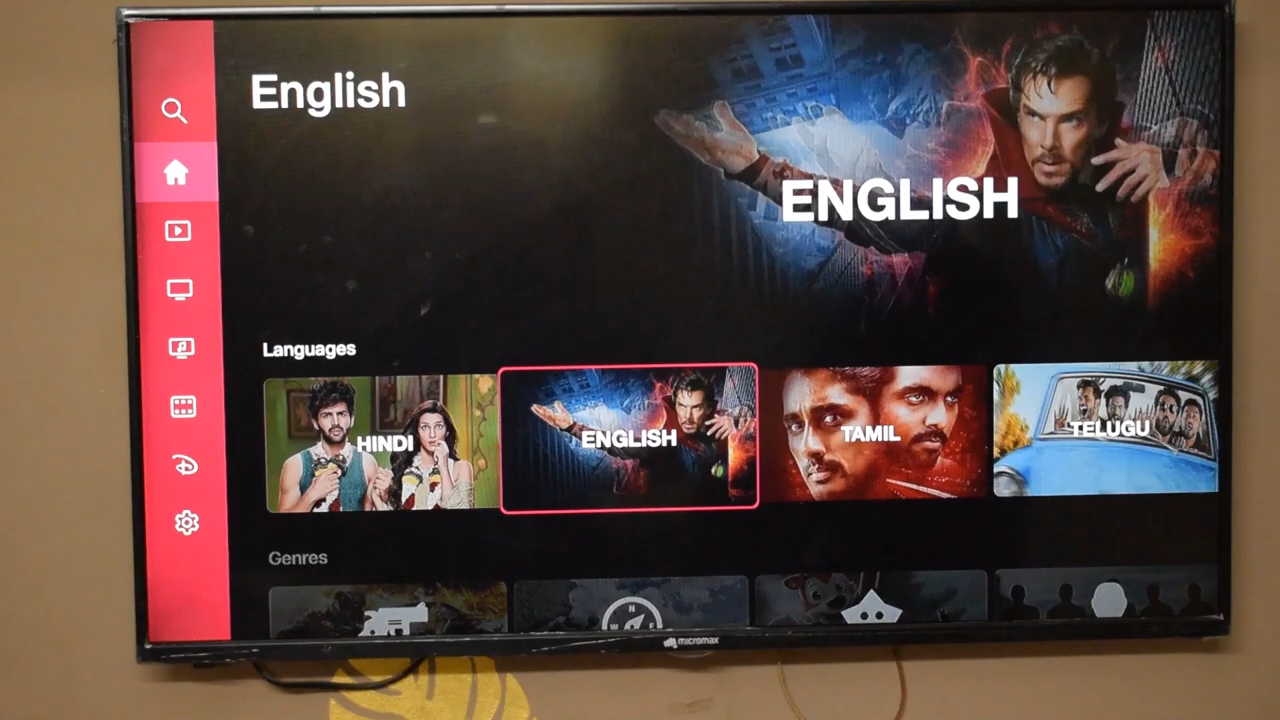 English
ENGLISH
Languages
HINDI
ENGLISH
TAMIL
TELUGU
Genres
N
W E
micromax